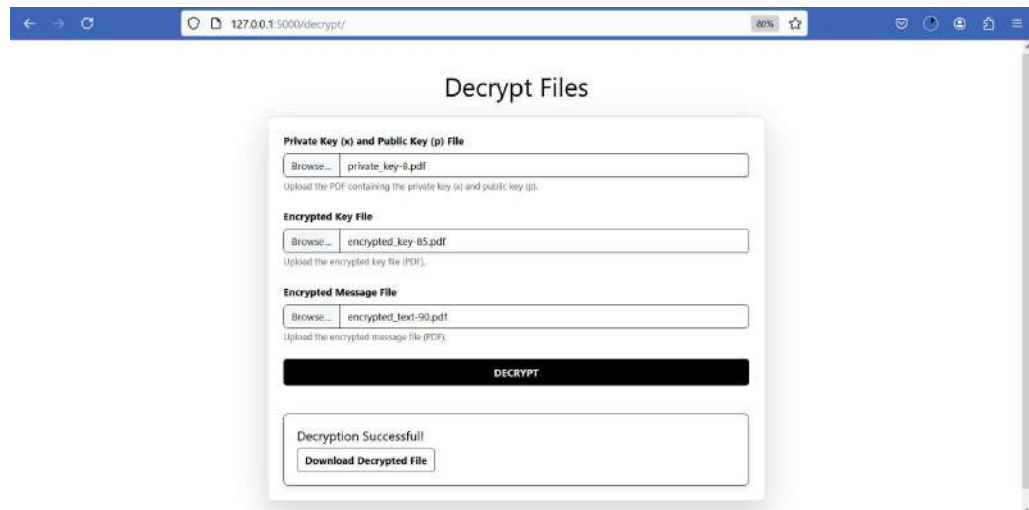 127.0.0.1:5000/decrypt/
80%
Decrypt Files
Private Key (x) and Public Key (p) File
Browse... private_key-8.pdf
Upload the PDF containing the private key (x) and public key (p).
Encrypted Key File
Browse... encrypted_key-85.pdf
Upload the encrypted key file (PDF).
Encrypted Message File
Browse... encrypted_text-90.pdf
Upload the encrypted message file (PDF).
DECRYPT
Decryption Successful!
Download Decrypted File